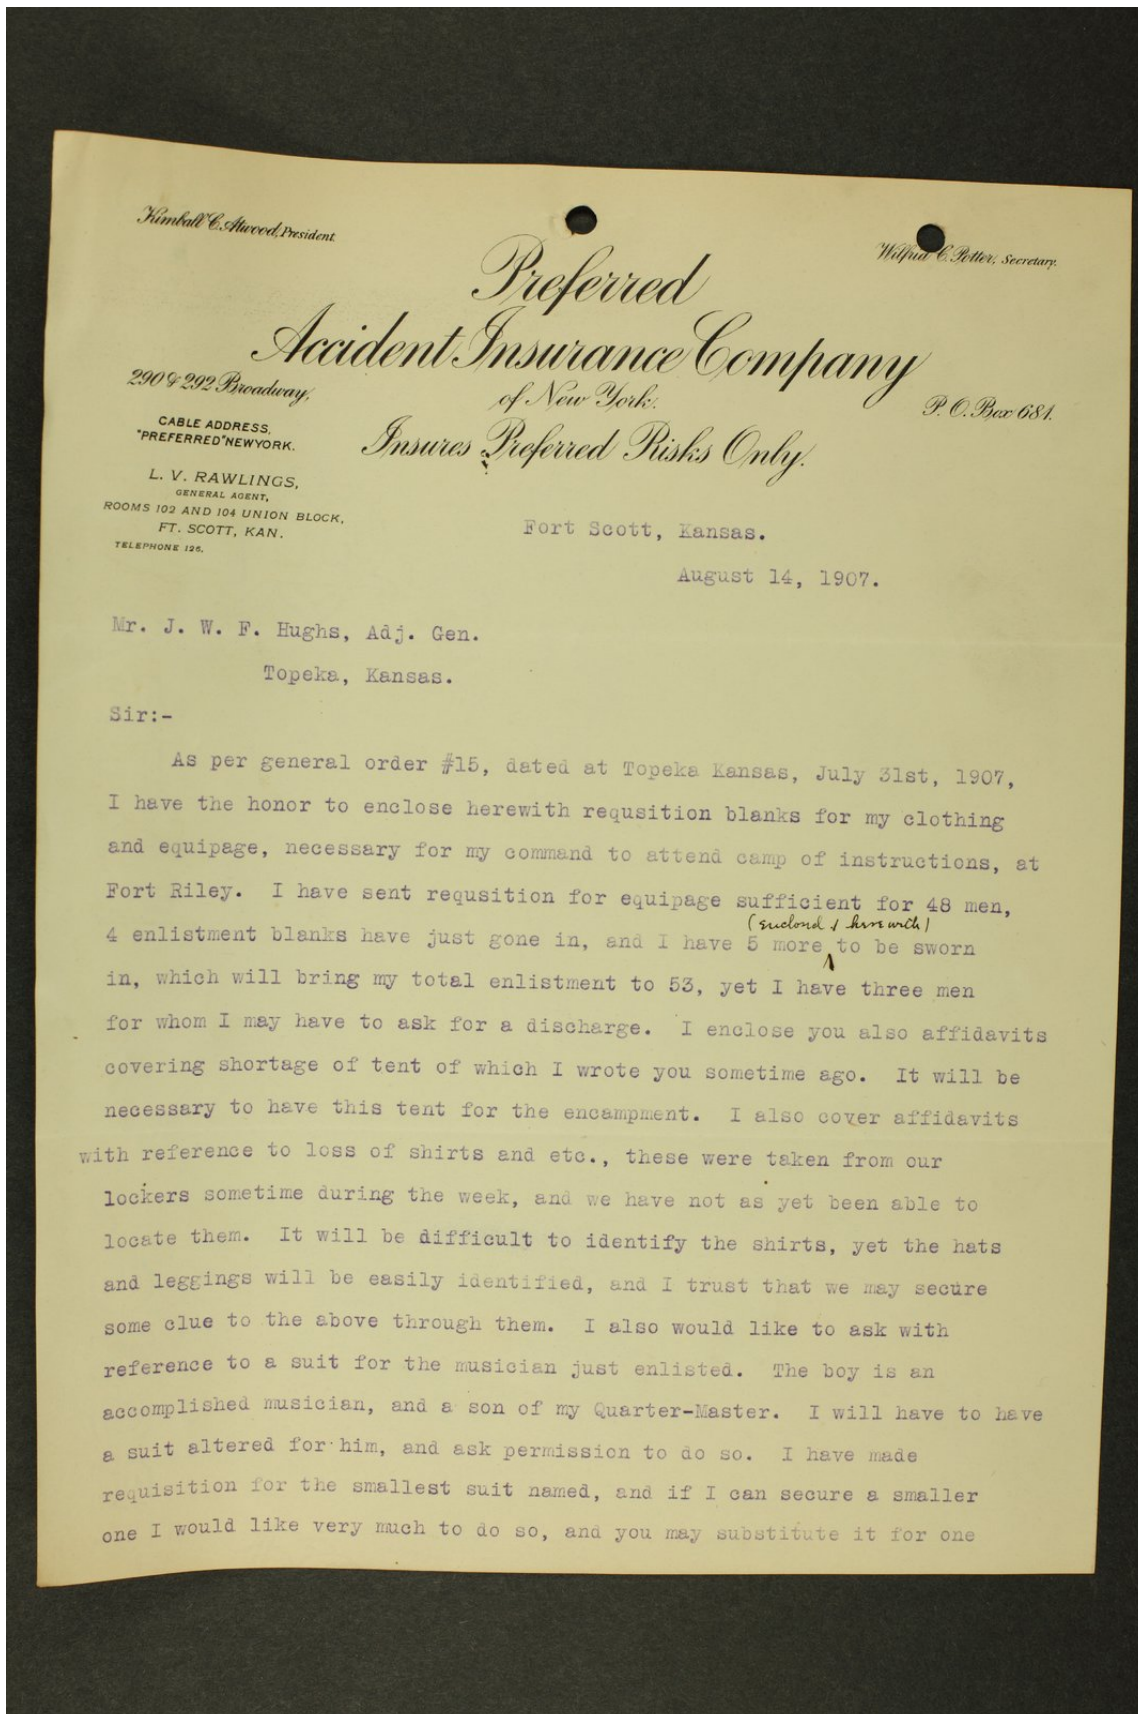 Kimball C. Atwood, President.
Wilfrid C. Potter, Secretary.
Preferred
Accident Insurance Company
290 & 292 Broadway,
of New York.
P. O. Box 681.
CABLE ADDRESS,
"PREFERRED" NEWYORK.
Insures Preferred Risks Only.
L. V. RAWLINGS,
GENERAL AGENT,
ROOMS 102 AND 104 UNION BLOCK,
FT. SCOTT, KAN.
TELEPHONE 126.
Fort Scott, Kansas.
August 14, 1907.
Mr. J. W. F. Hughs, Adj. Gen.
Topeka, Kansas.
Sir:-
As per general order #15, dated at Topeka Kansas, July 31st, 1907,
I have the honor to enclose herewith requsition blanks for my clothing
and equipage, necessary for my command to attend camp of instructions, at
Fort Riley. I have sent requsition for equipage sufficient for 48 men,
(enclosed herewith)
4 enlistment blanks have just gone in, and I have 5 more to be sworn
in, which will bring my total enlistment to 53, yet I have three men
for whom I may have to ask for a discharge. I enclose you also affidavits
covering shortage of tent of which I wrote you sometime ago. It will be
necessary to have this tent for the encampment. I also cover affidavits
with reference to loss of shirts and etc., these were taken from our
lockers sometime during the week, and we have not as yet been able to
locate them. It will be difficult to identify the shirts, yet the hats
and leggings will be easily identified, and I trust that we may secure
some clue to the above through them. I also would like to ask with
reference to a suit for the musician just enlisted. The boy is an
accomplished musician, and a son of my Quarter-Master. I will have to have
a suit altered for him, and ask permission to do so. I have made
requisition for the smallest suit named, and if I can secure a smaller
one I would like very much to do so, and you may substitute it for one